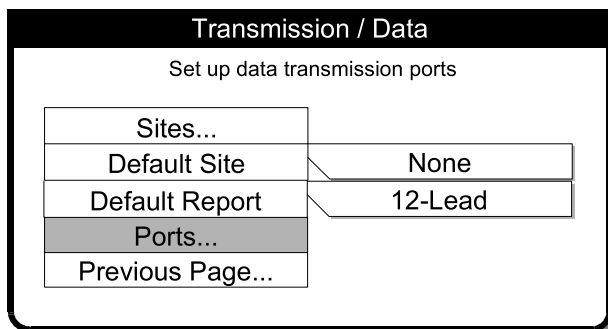 Transmission / Data
Set up data transmission ports
Sites...
Default Site None
Default Report 12-Lead
Ports...
Previous Page...